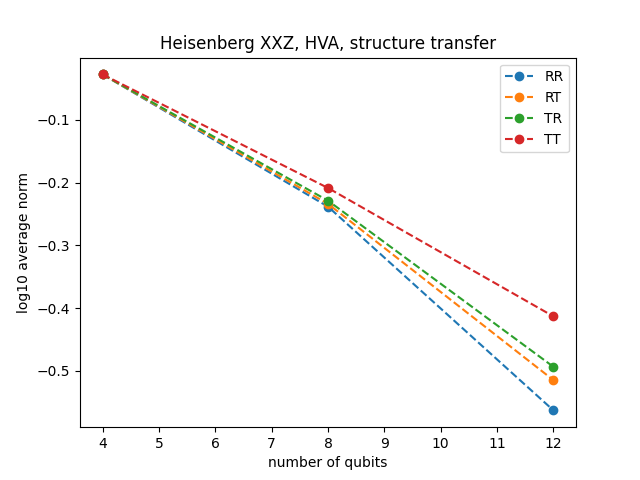 Heisenberg XXZ, HVA, structure transfer
RR
RT
TR
TT
−0.1
−0.2
−0.3
−0.4
−0.5
log10 average norm
4 5 6 7 8 9 10 11 12
number of qubits